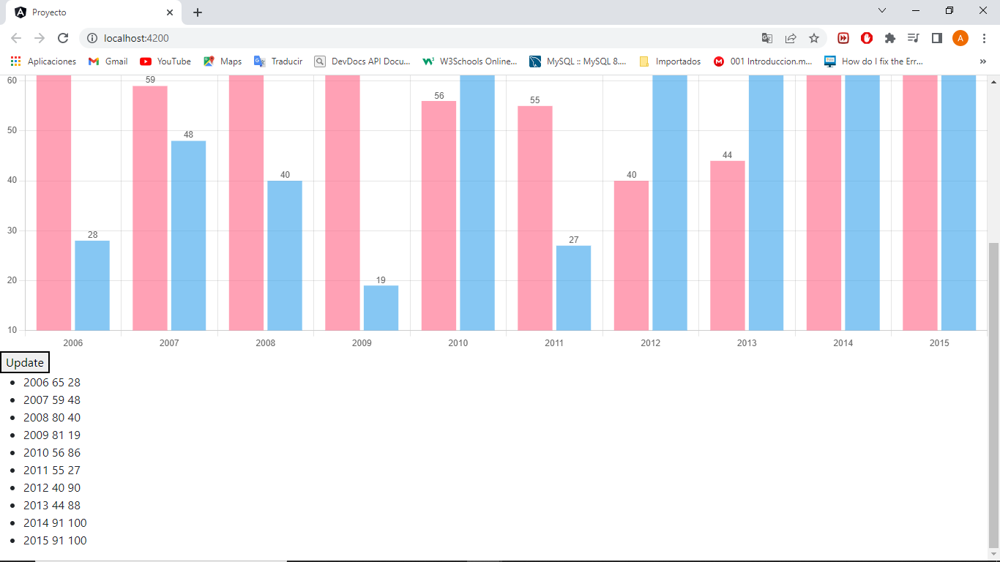 Proyecto
localhost:4200
A
Aplicaciones Gmail YouTube Maps Traducir DevDocs API Docu... W3Schools Online... MySQL :: MySQL 8.... Importados 001 Introduccion.m... How do I fix the Err...
60
59
56
55
50
48
44
40
40
40
30
28
27
20
19
10
2006 2007 2008 2009 2010 2011 2012 2013 2014 2015
Update
• 2006 65 28
• 2007 59 48
• 2008 80 40
• 2009 81 19
• 2010 56 86
• 2011 55 27
• 2012 40 90
• 2013 44 88
• 2014 91 100
• 2015 91 100